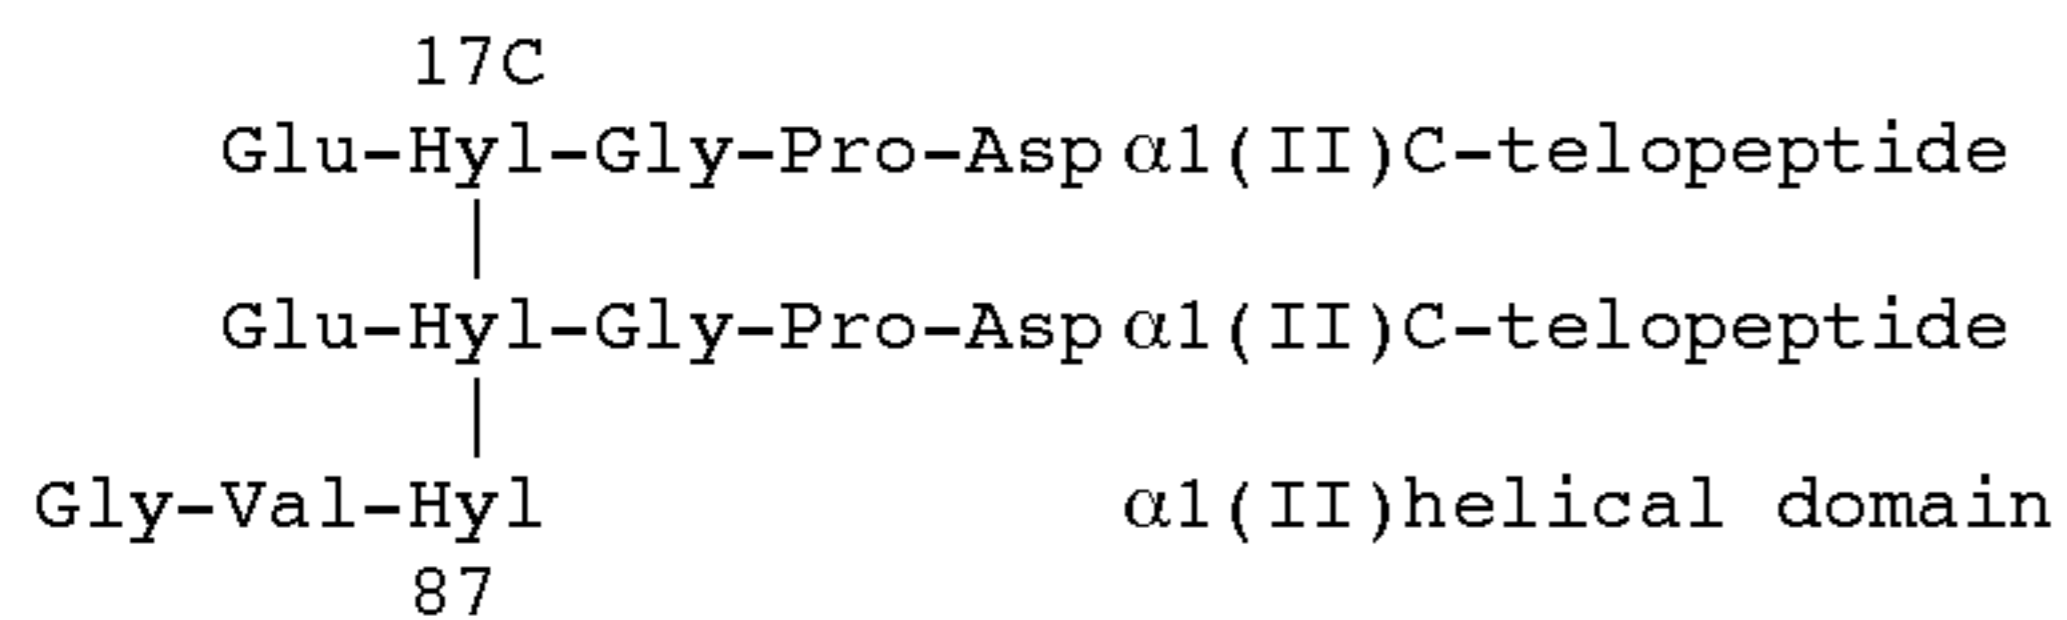 17C
Glu-Hyl-Gly-Pro-Asp α1(II)C-telopeptide
Glu-Hyl-Gly-Pro-Asp α1(II)C-telopeptide
Gly-Val-Hyl α1(II)helical domain
87